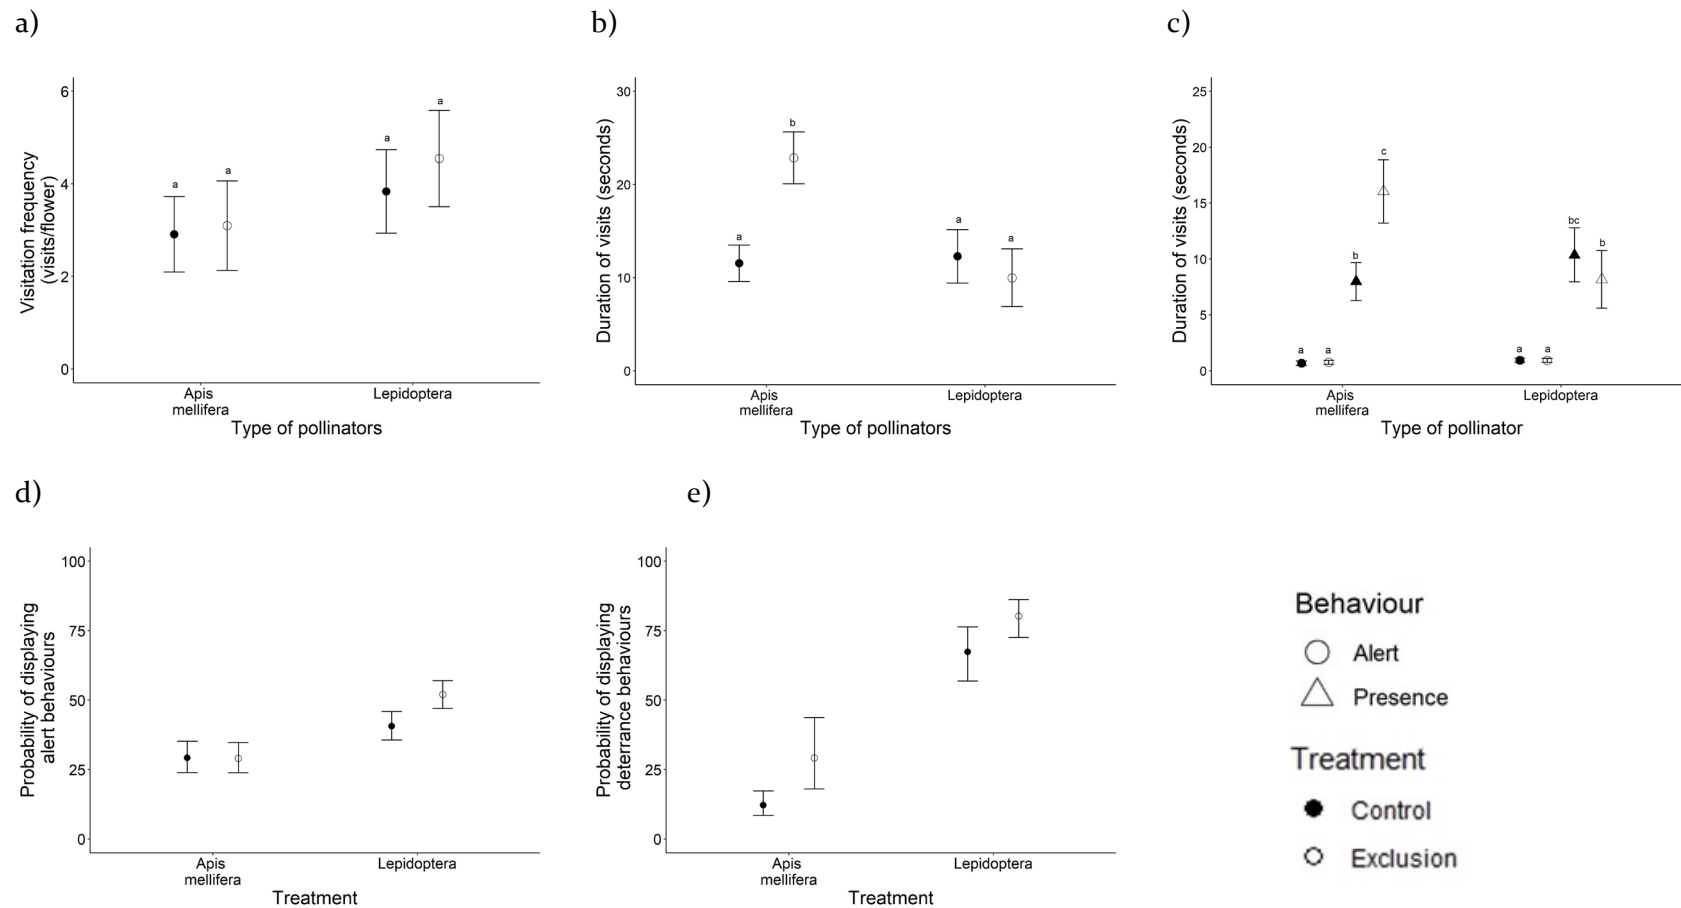 a)
b)
c)
6
4
2
0
Visitation frequency
(visits/flower)
a
a
a
a
Apis
mellifera
Lepidoptera
Type of pollinators
30
20
10
0
Duration of visits (seconds)
a
b
a
a
Apis
mellifera
Lepidoptera
Type of pollinators
25
20
15
10
5
0
Duration of visits (seconds)
a
a
b
c
a
a
bc
b
Apis
mellifera
Lepidoptera
Type of pollinator
d)
e)
100
75
50
25
0
Probability of displaying
alert behaviours
Apis
mellifera
Lepidoptera
Treatment
100
75
50
25
0
Probability of displaying
deterrance behaviours
Apis
mellifera
Lepidoptera
Treatment
Behaviour
Alert
Presence
Treatment
Control
Exclusion